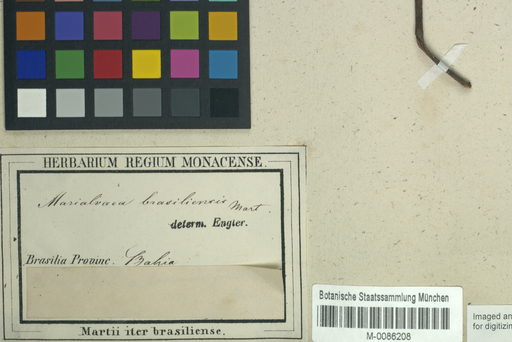 HERBARIUM REGIUM MONACENSE.
Marialvaea brasiliensis Mart.
determ. Engler.
Brasilia Provinc. Bahia
Martii iter brasiliense.
Botanische Staatssammlung München
M-0086208
Imaged an
for digitizin